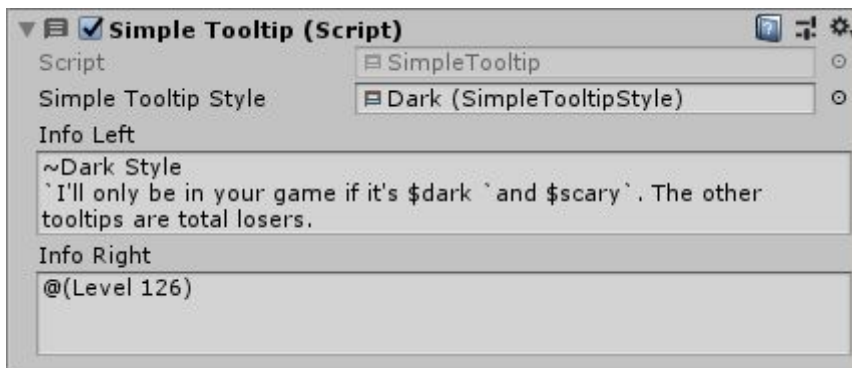 Simple Tooltip (Script)
Script SimpleTooltip
Simple Tooltip Style Dark (SimpleTooltipStyle)
Info Left
~Dark Style
`I'll only be in your game if it's $dark `and $scary`. The other
tooltips are total losers.
Info Right
@(Level 126)